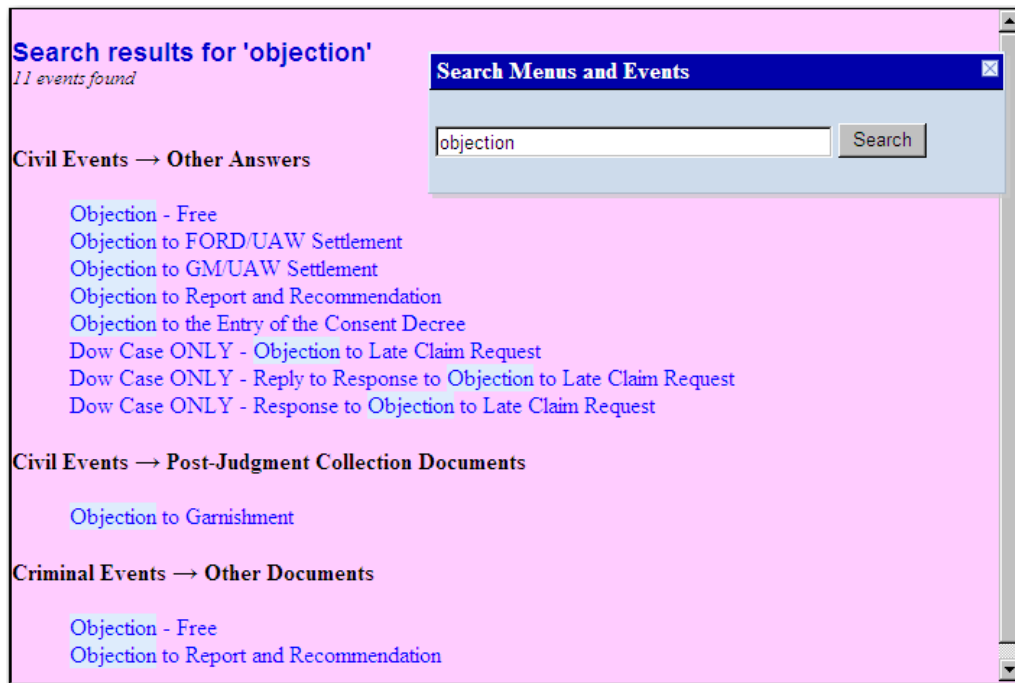 Search results for 'objection'
11 events found
Search Menus and Events
objection
Search
Civil Events → Other Answers
Objection - Free
Objection to FORD/UAW Settlement
Objection to GM/UAW Settlement
Objection to Report and Recommendation
Objection to the Entry of the Consent Decree
Dow Case ONLY - Objection to Late Claim Request
Dow Case ONLY - Reply to Response to Objection to Late Claim Request
Dow Case ONLY - Response to Objection to Late Claim Request
Civil Events → Post-Judgment Collection Documents
Objection to Garnishment
Criminal Events → Other Documents
Objection - Free
Objection to Report and Recommendation